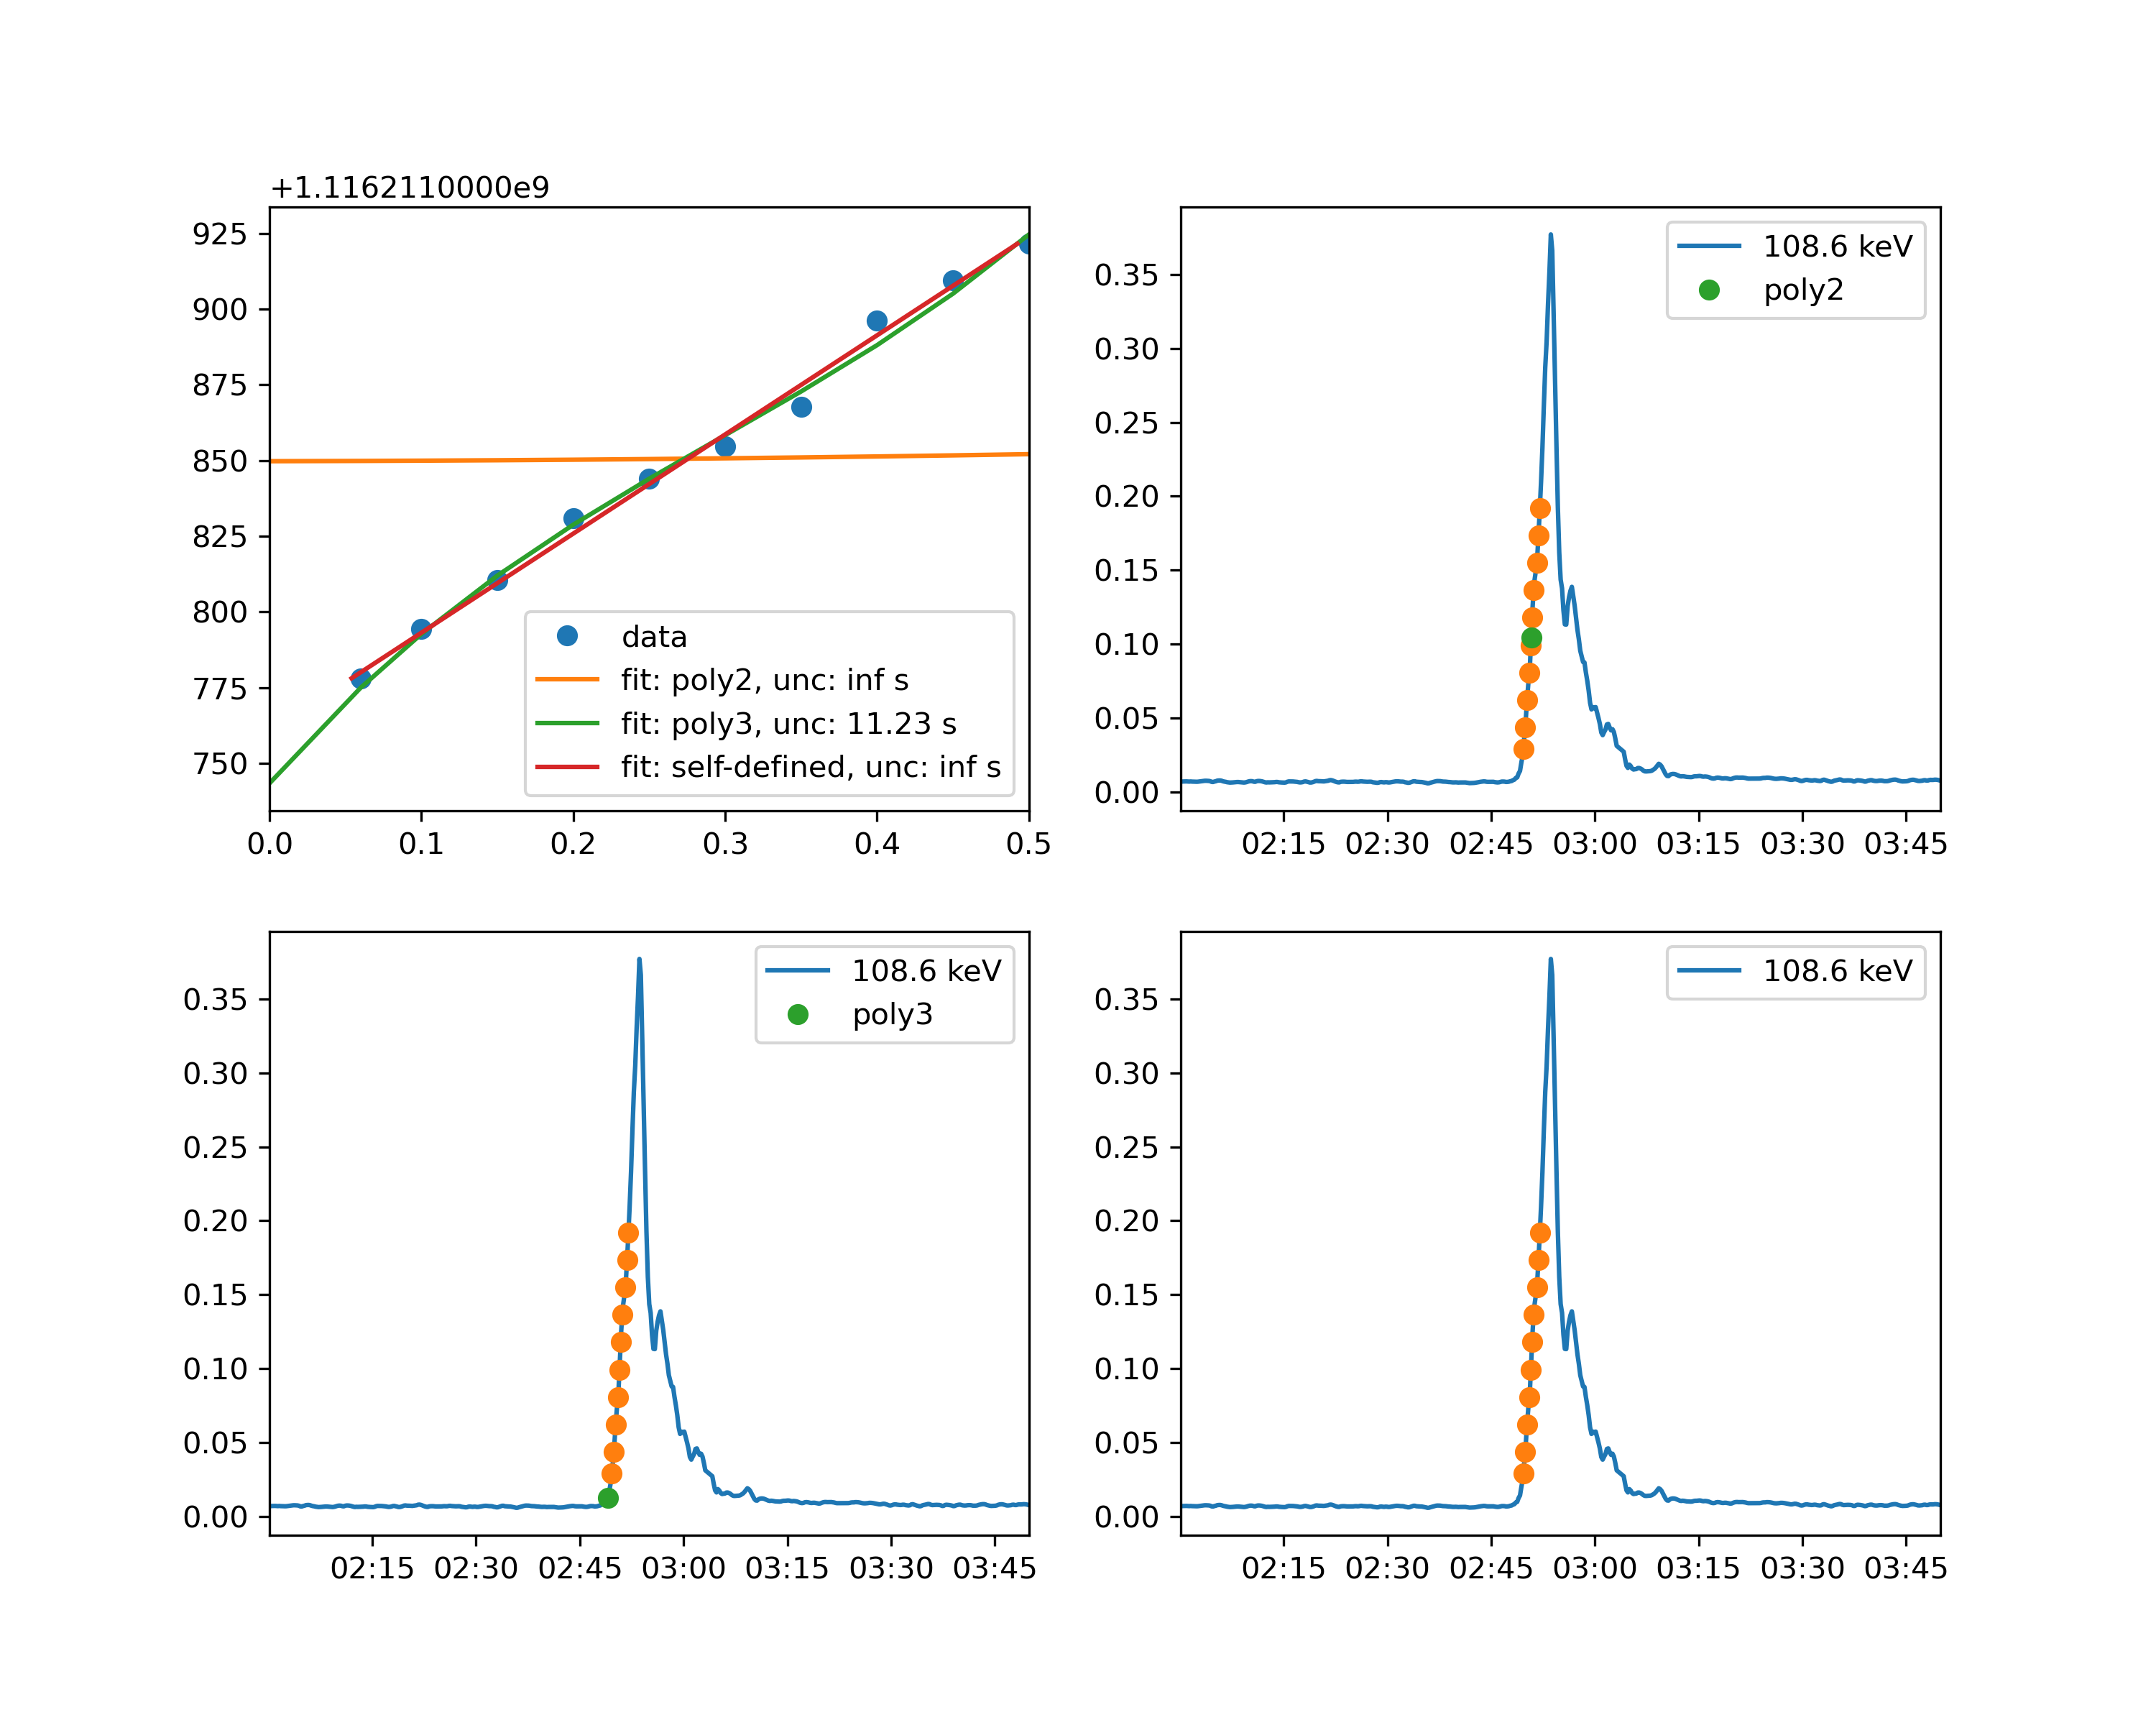 +1.1162110000e9
925
900
875
850
825
800
775
750
data
fit: poly2, unc: inf s
fit: poly3, unc: 11.23 s
fit: self-defined, unc: inf s
0.0 0.1 0.2 0.3 0.4 0.5
108.6 keV
poly2
0.35
0.30
0.25
0.20
0.15
0.10
0.05
0.00
02:15 02:30 02:45 03:00 03:15 03:30 03:45
108.6 keV
poly3
0.35
0.30
0.25
0.20
0.15
0.10
0.05
0.00
02:15 02:30 02:45 03:00 03:15 03:30 03:45
108.6 keV
0.35
0.30
0.25
0.20
0.15
0.10
0.05
0.00
02:15 02:30 02:45 03:00 03:15 03:30 03:45